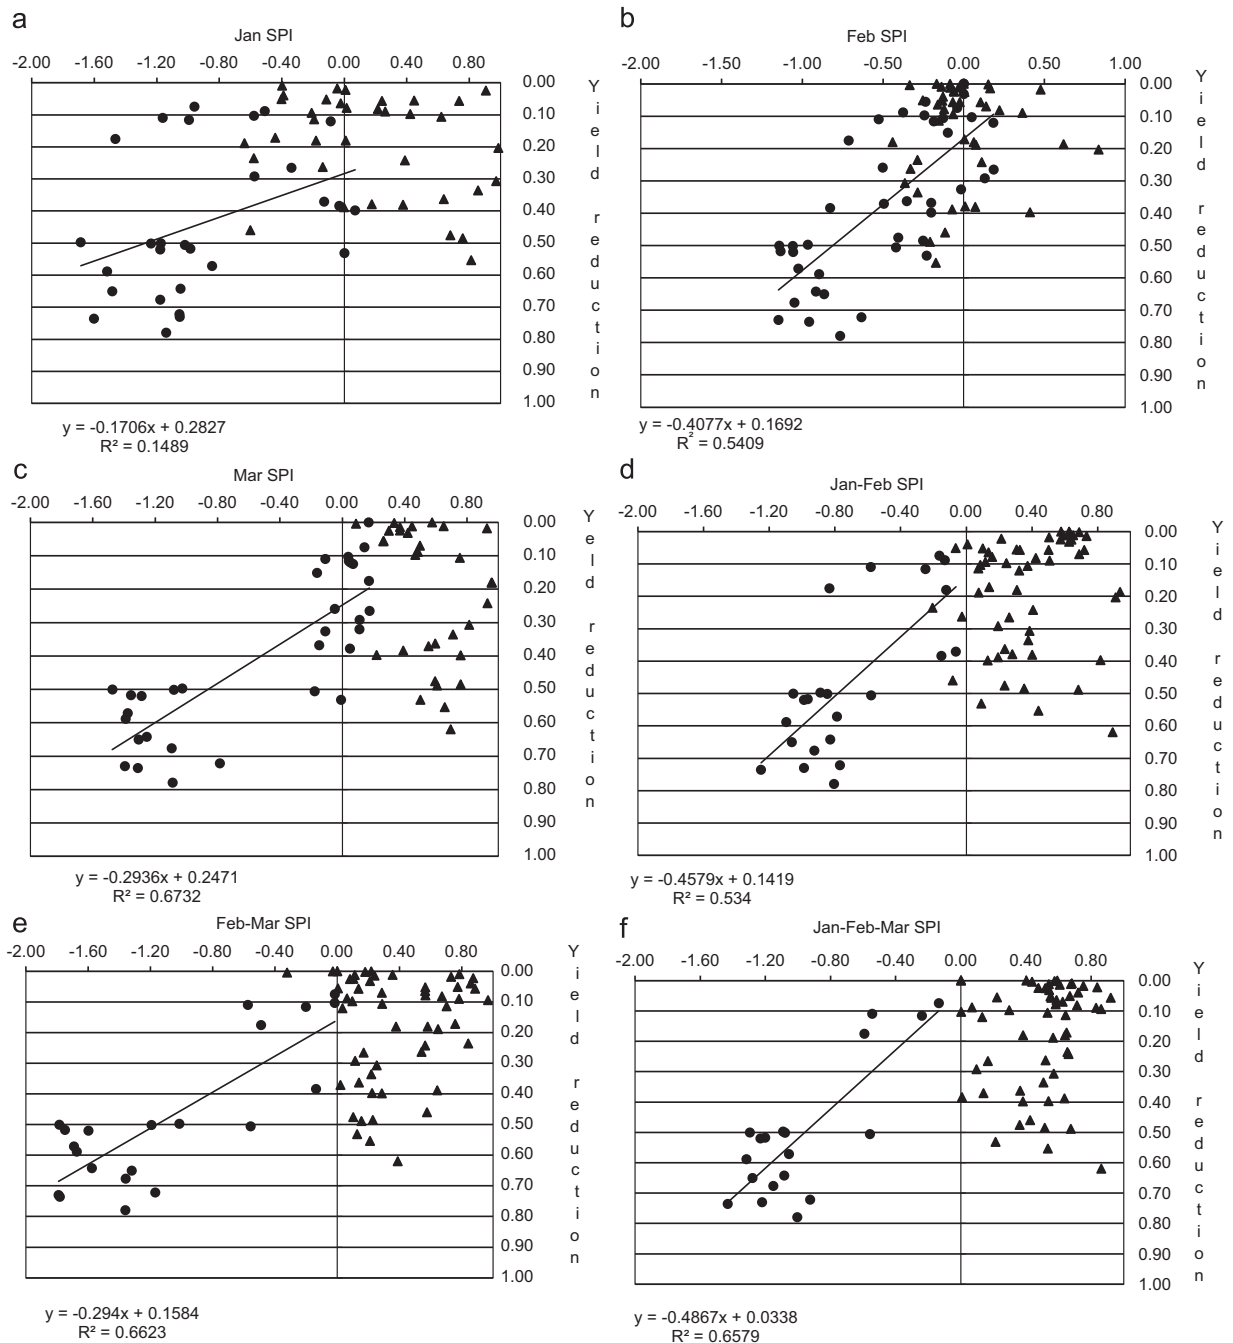 a
Jan SPI
-2.00 -1.60 -1.20 -0.80 -0.40 0.00 0.40 0.80
0.00
0.10
0.20
0.30
0.40
0.50
0.60
0.70
0.80
0.90
1.00
Yield reduction
y = -0.1706x + 0.2827
R² = 0.1489
b
Feb SPI
-2.00 -1.50 -1.00 -0.50 0.00 0.50 1.00
0.00
0.10
0.20
0.30
0.40
0.50
0.60
0.70
0.80
0.90
1.00
Yield reduction
y = -0.4077x + 0.1692
R² = 0.5409
c
Mar SPI
-2.00 -1.60 -1.20 -0.80 -0.40 0.00 0.40 0.80
0.00
0.10
0.20
0.30
0.40
0.50
0.60
0.70
0.80
0.90
1.00
Yield reduction
y = -0.2936x + 0.2471
R² = 0.6732
d
Jan-Feb SPI
-2.00 -1.60 -1.20 -0.80 -0.40 0.00 0.40 0.80
0.00
0.10
0.20
0.30
0.40
0.50
0.60
0.70
0.80
0.90
1.00
Yield reduction
y = -0.4579x + 0.1419
R² = 0.534
e
Feb-Mar SPI
-2.00 -1.60 -1.20 -0.80 -0.40 0.00 0.40 0.80
0.00
0.10
0.20
0.30
0.40
0.50
0.60
0.70
0.80
0.90
1.00
Yield reduction
y = -0.294x + 0.1584
R² = 0.6623
f
Jan-Feb-Mar SPI
-2.00 -1.60 -1.20 -0.80 -0.40 0.00 0.40 0.80
0.00
0.10
0.20
0.30
0.40
0.50
0.60
0.70
0.80
0.90
1.00
Yield reduction
y = -0.4867x + 0.0338
R² = 0.6579